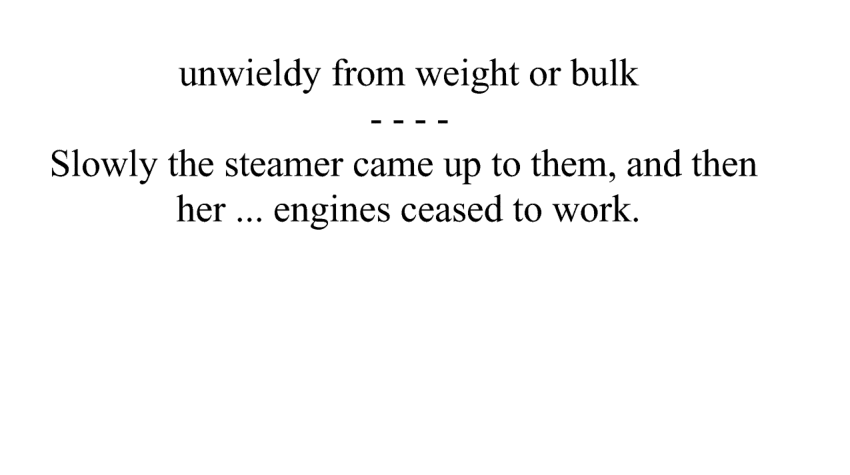 unwieldy from weight or bulk
- - - -
Slowly the steamer came up to them, and then
her ... engines ceased to work.